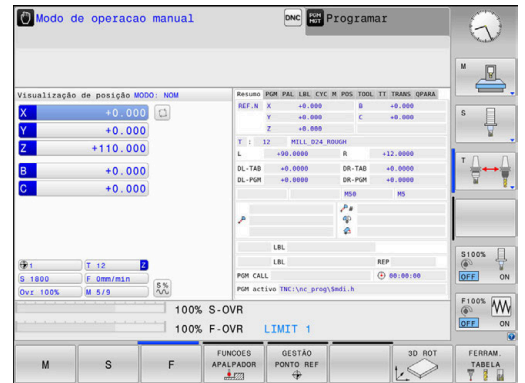 Modo de operacao manual
DNC
PGM MDT
Programar
Visualização de posição MODO: NOM
X +0.000
Y +0.000
Z +110.000
B +0.000
C +0.000
1 T 12 Z
S 1800 F 0mm/min
Ovr 100% M 5/9
S %
Resumo PGM PAL LBL CYC M POS TOOL TT TRANS QPARA
REF.N X +0.000 B +0.000
Y +0.000 C +0.000
Z +0.000
T : 12 MILL_D24_ROUGH
L +90.0000 R +12.0000
DL-TAB +0.0000 DR-TAB +0.0000
DL-PGM +0.0000 DR-PGM +0.0000
M50 M5
LBL
LBL REP
PGM CALL 00:00:00
PGM activo TNC:\nc_prog\$mdi.h
100% S-OVR
100% F-OVR LIMIT 1
M
S
T
S100%
OFF ON
F100%
OFF ON
M
S
F
FUNCOES APALPADOR
GESTÃO PONTO REF
3D ROT
FERRAM. TABELA